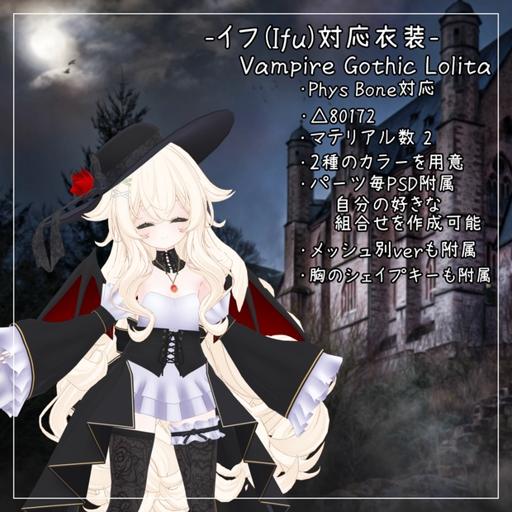 -イフ(Ifu)対応衣装-
Vampire Gothic Lolita
・Phys Bone対応
・△80172
・マテリアル数 2
・2種のカラーを用意
・パーツ毎PSD附属
自分の好きな
組合せを作成可能
・メッシュ別verも附属
・胸のシェイプキーも附属